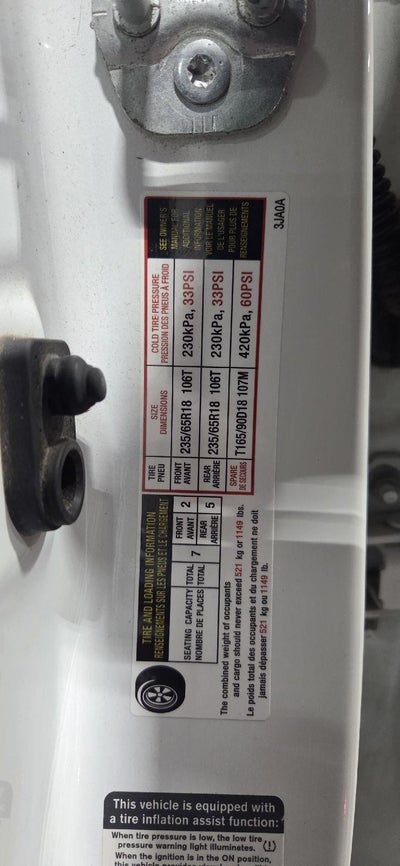 TIRE AND LOADING INFORMATION
RENSEIGNEMENTS SUR LES PNEUS ET LE CHARGEMENT
SEATING CAPACITY TOTAL 7 FRONT 2
NOMBRE DE PLACES TOTAL AVANT
REAR 5
ARRIÈRE
The combined weight of occupants
and cargo should never exceed 521 kg or 1149 lbs.
Le poids total des occupants et du chargement ne doit
jamais dépasser 521 kg ou 1149 lb.
TIRE SIZE COLD TIRE PRESSURE
PNEU DIMENSIONS PRESSION DES PNEUS À FROID
FRONT 235/65R18 106T 230kPa, 33PSI
AVANT
REAR 235/65R18 106T 230kPa, 33PSI
ARRIÈRE
SPARE T165/90D18 107M 420kPa, 60PSI
DE SECOURS
SEE OWNER'S
MANUAL FOR
ADDITIONAL
INFORMATION
VOIR LE MANUEL
DE L'USAGER
POUR PLUS DE
RENSEIGNEMENTS
3JA0A
This vehicle is equipped with
a tire inflation assist function:
When tire pressure is low, the low tire
pressure warning light illuminates. (!)
When the ignition is in the ON position,